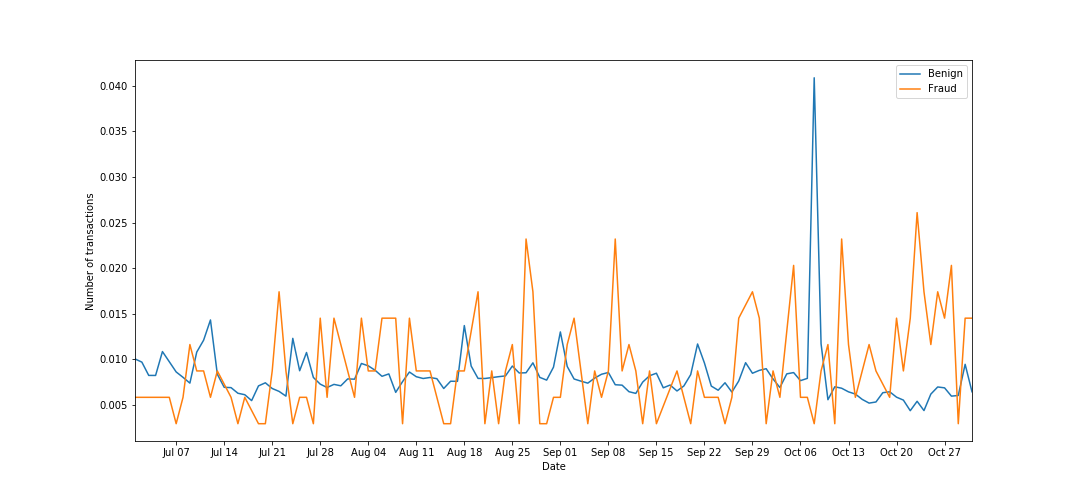 Benign
Fraud
0.040
0.035
0.030
0.025
0.020
0.015
0.010
0.005
Number of transactions
Jul 07 Jul 14 Jul 21 Jul 28 Aug 04 Aug 11 Aug 18 Aug 25 Sep 01 Sep 08 Sep 15 Sep 22 Sep 29 Oct 06 Oct 13 Oct 20 Oct 27
Date